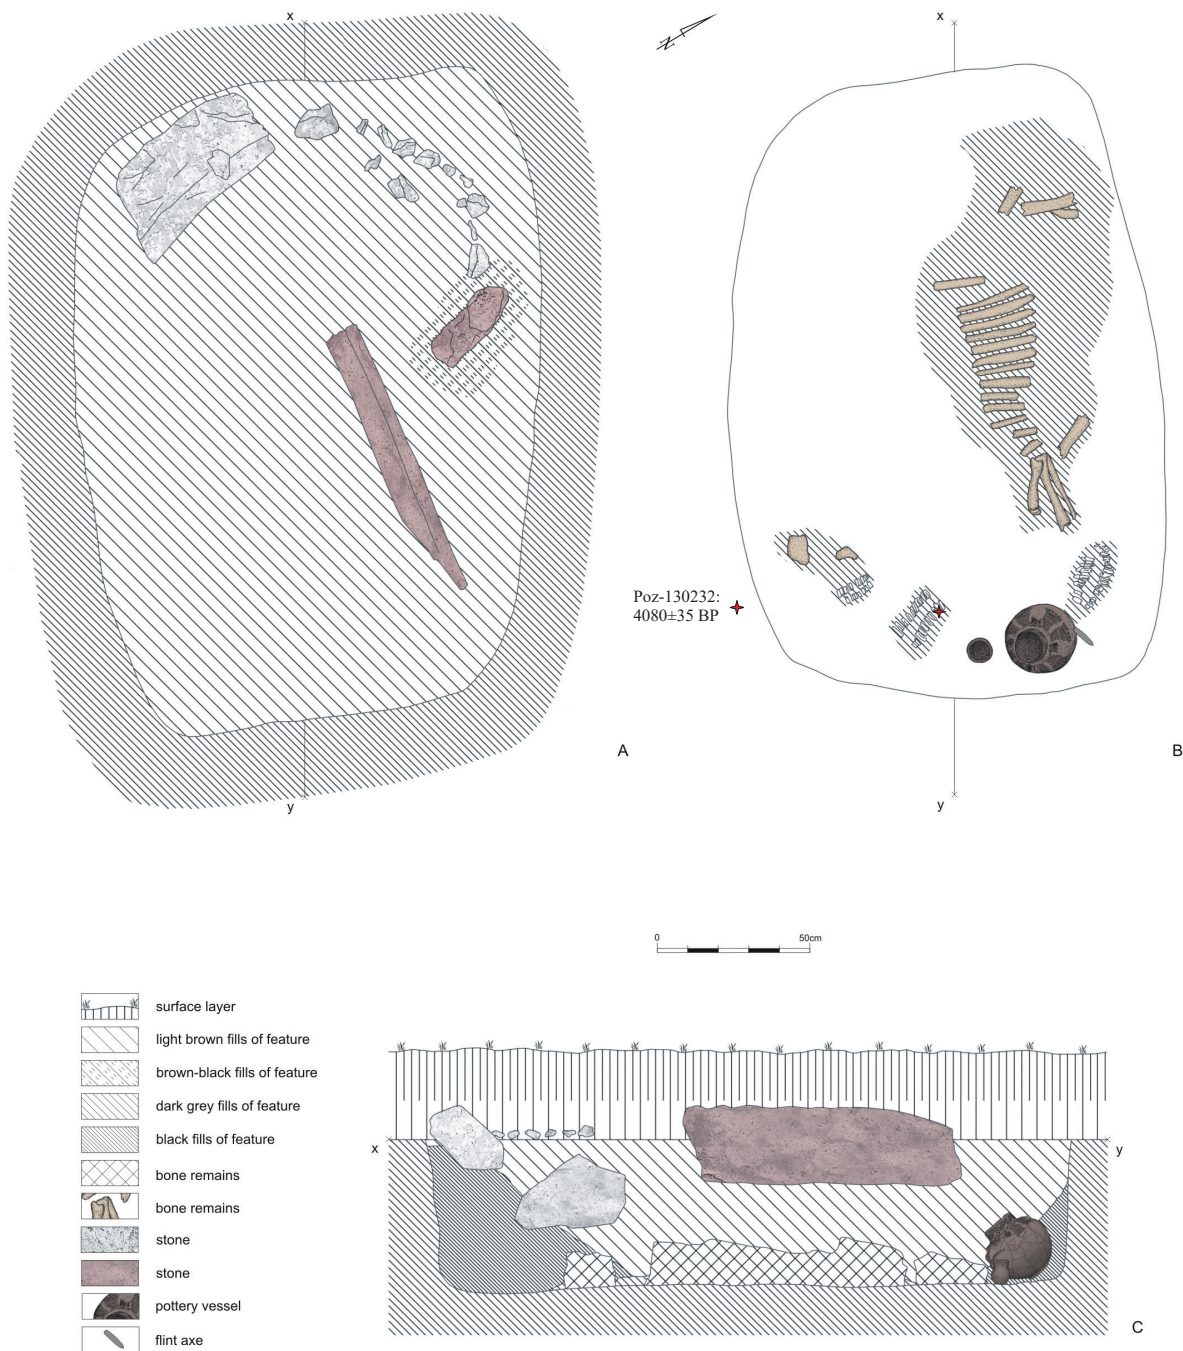 x
x
N
Poz-130232:
4080±35 BP
A
B
y
y
0 50cm
surface layer
light brown fills of feature
brown-black fills of feature
dark grey fills of feature
black fills of feature
bone remains
bone remains
stone
stone
pottery vessel
flint axe
x
y
C